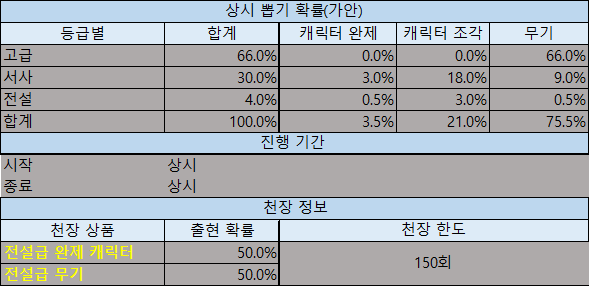 상시 뽑기 확률(가안)
등급별 합계 캐릭터 완제 캐릭터 조각 무기
고급 66.0% 0.0% 0.0% 66.0%
서사 30.0% 3.0% 18.0% 9.0%
전설 4.0% 0.5% 3.0% 0.5%
합계 100.0% 3.5% 21.0% 75.5%
진행 기간
시작 상시
종료 상시
천장 정보
천장 상품 출현 확률 천장 한도
전설급 완제 캐릭터 50.0% 150회
전설급 무기 50.0%